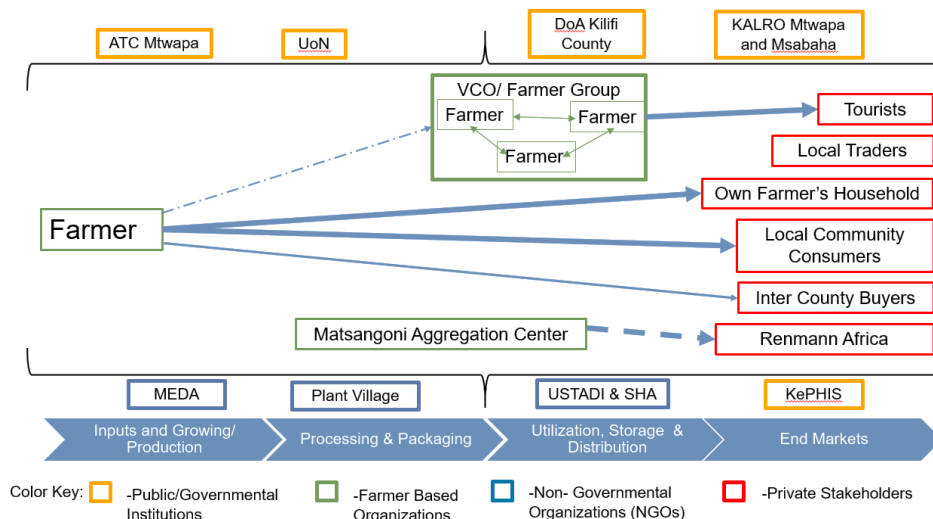 ATC Mtwapa
UoN
DoA Kilifi
County
KALRO Mtwapa
and Msabaha
VCO/ Farmer Group
Farmer
Farmer
Farmer
Tourists
Local Traders
Own Farmer's Household
Farmer
Local Community
Consumers
Inter County Buyers
Matsangoni Aggregation Center
Renmann Africa
MEDA
Plant Village
USTADI & SHA
KePHIS
Inputs and Growing/
Production
Processing & Packaging
Utilization, Storage &
Distribution
End Markets
Color Key:
-Public/Governmental
Institutions
-Farmer Based
Organizations
-Non- Governmental
Organizations (NGOs)
-Private Stakeholders